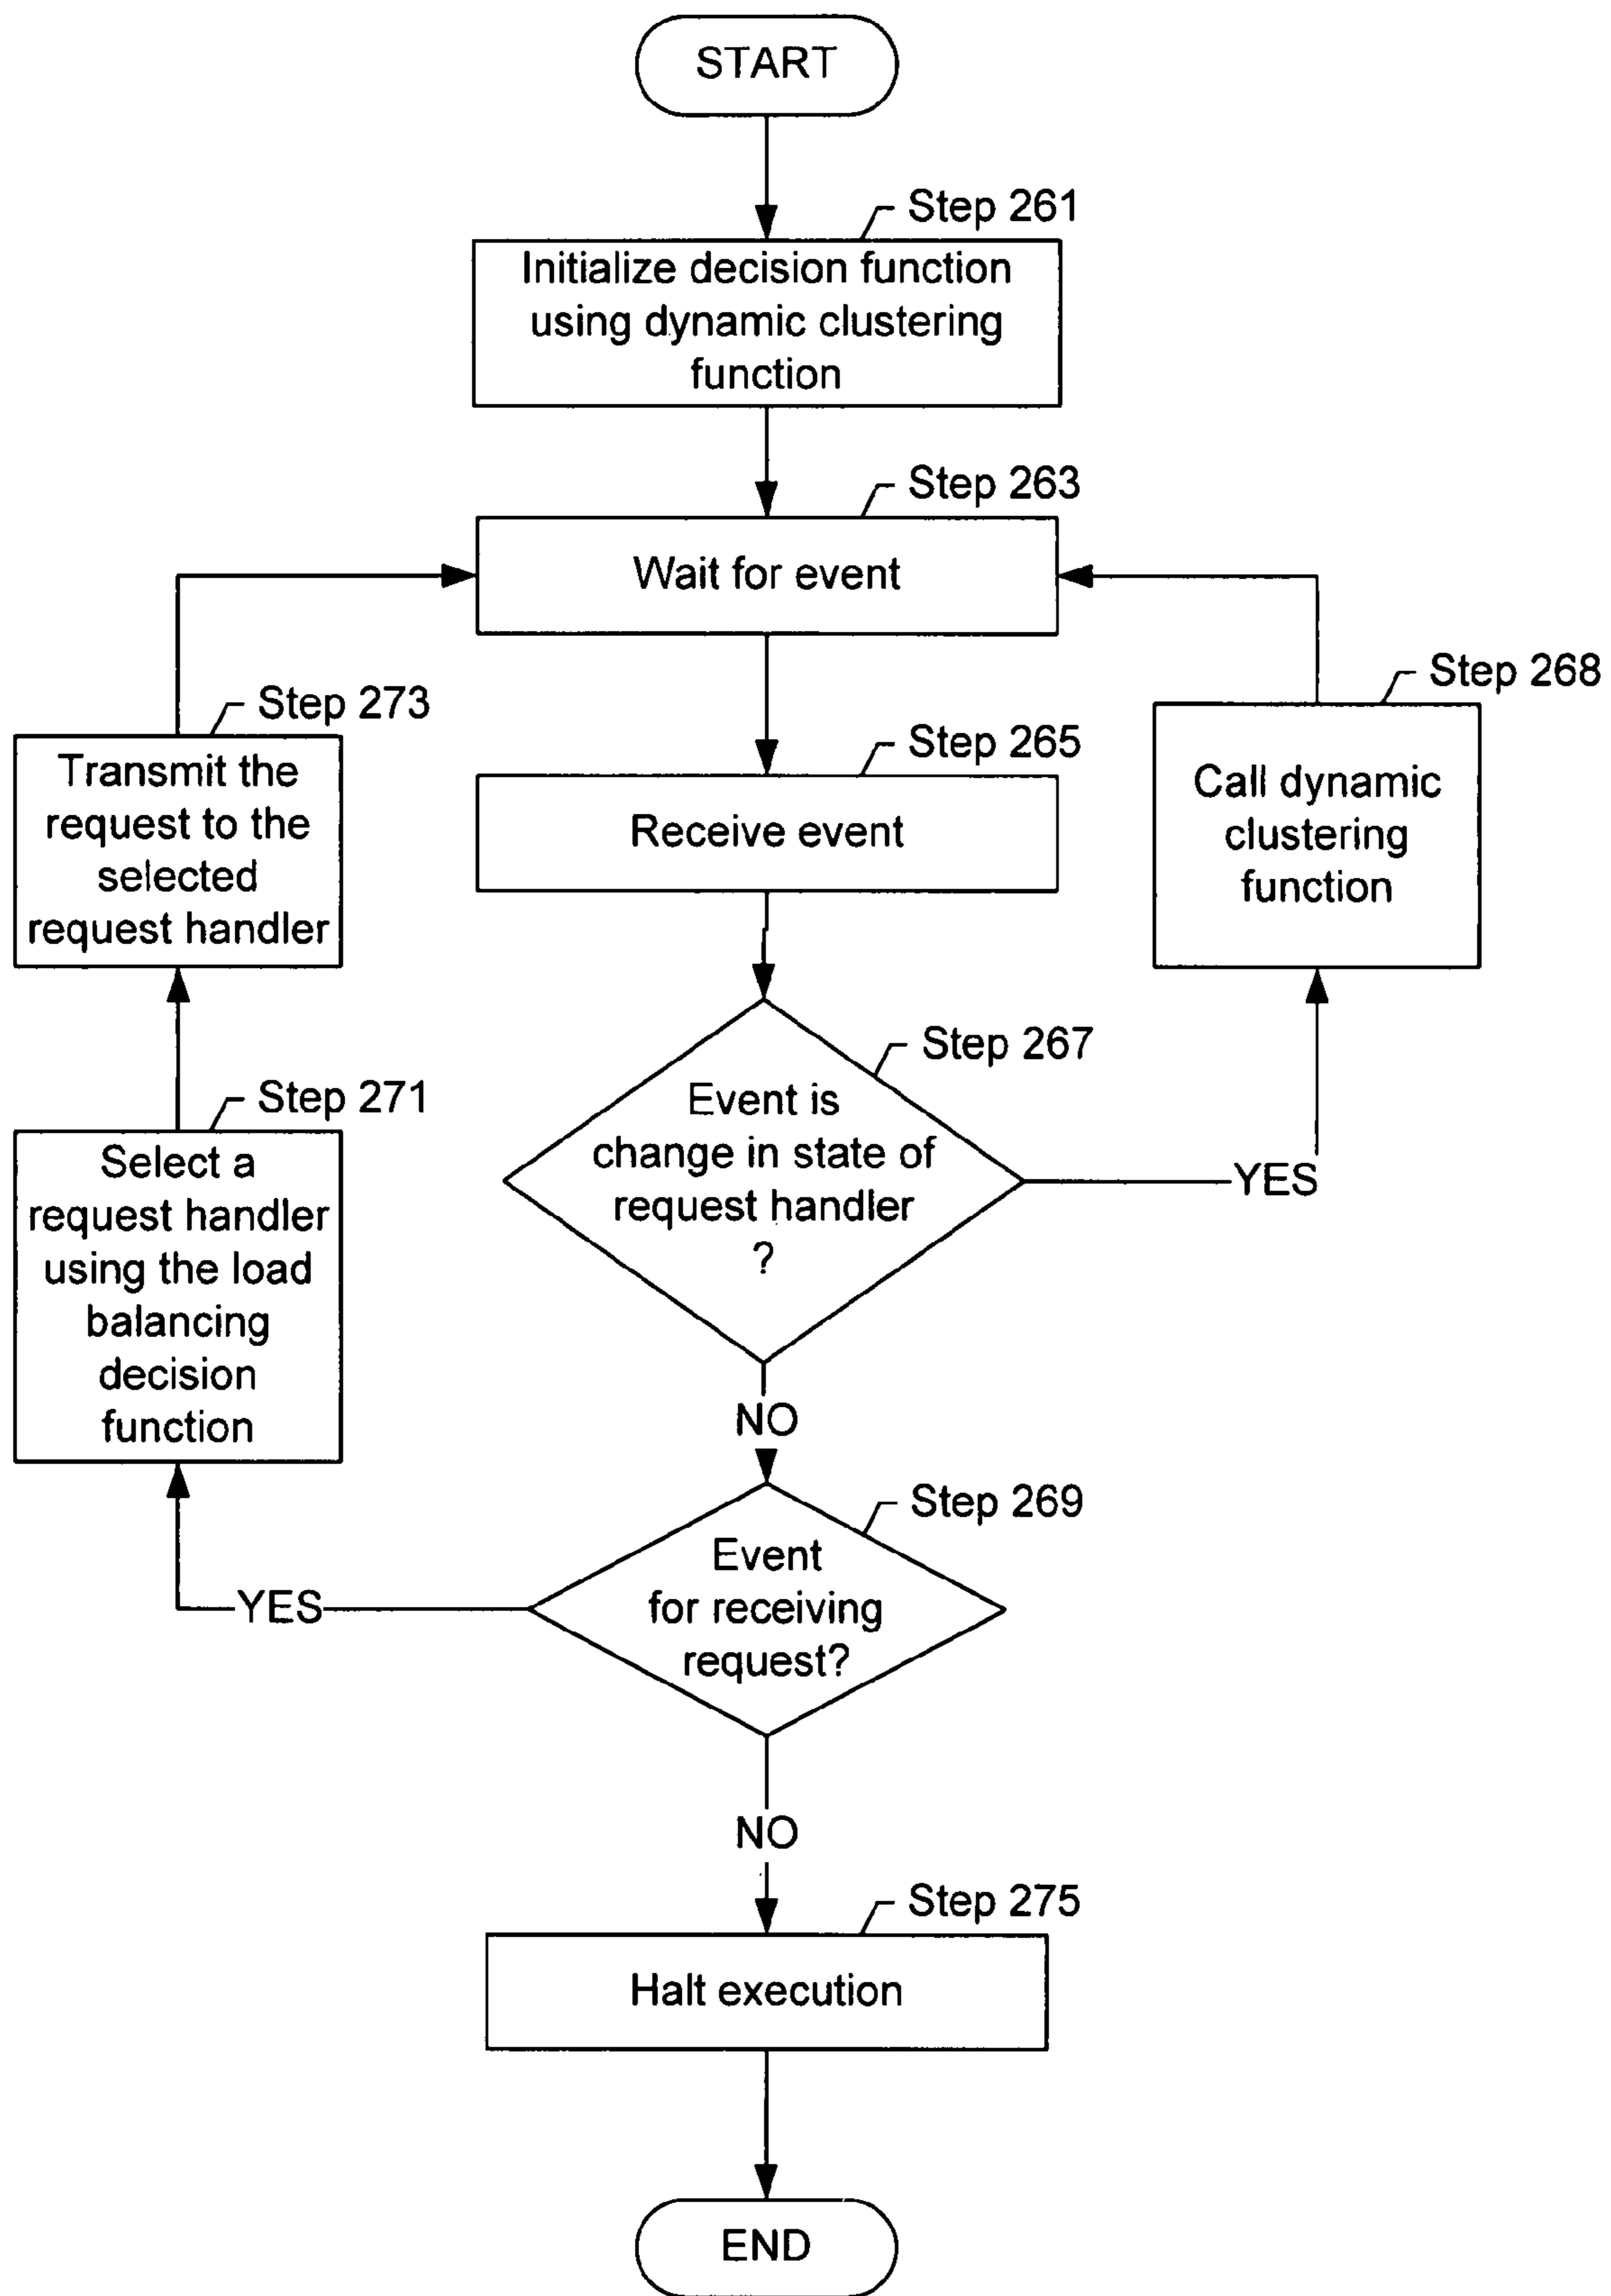 START
Step 261
Initialize decision function
using dynamic clustering
function
Step 263
Wait for event
Step 265
Receive event
Step 268
Call dynamic
clustering
function
Step 273
Transmit the
request to the
selected
request handler
Step 267
Event is
change in state of
request handler
?
YES
NO
Step 271
Select a
request handler
using the load
balancing
decision
function
Step 269
Event
for receiving
request?
YES
NO
Step 275
Halt execution
END